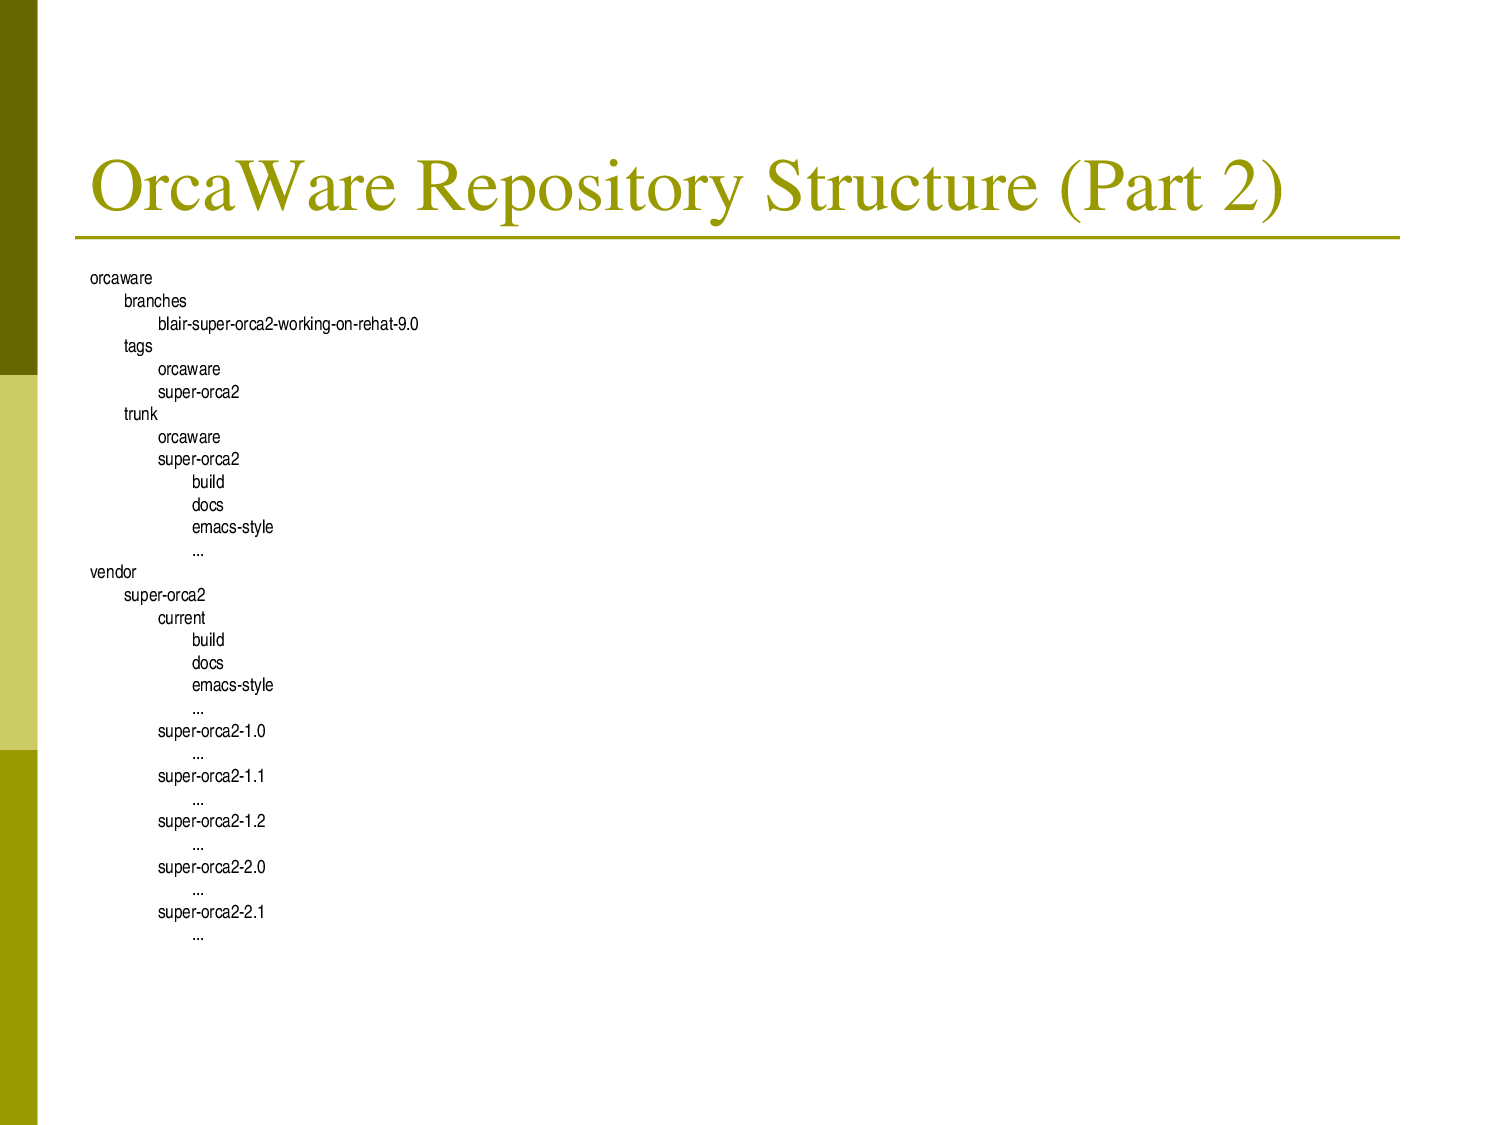 OrcaWare Repository Structure (Part 2)
orcaware
branches
blair-super-orca2-working-on-rehat-9.0
tags
orcaware
super-orca2
trunk
orcaware
super-orca2
build
docs
emacs-style
...
vendor
super-orca2
current
build
docs
emacs-style
...
super-orca2-1.0
...
super-orca2-1.1
...
super-orca2-1.2
...
super-orca2-2.0
...
super-orca2-2.1
...